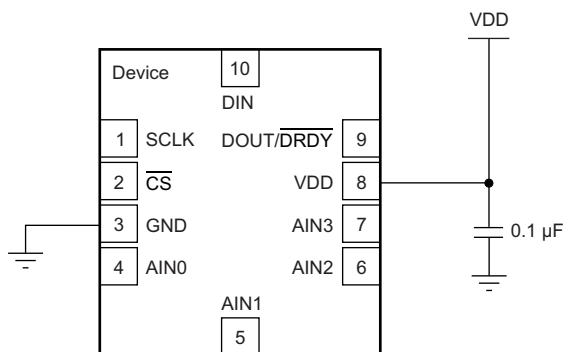 VDD
Device
10
DIN
1 SCLK DOUT/DRDY 9
2 CS VDD 8
3 GND AIN3 7
0.1 µF
4 AIN0 AIN2 6
AIN1
5